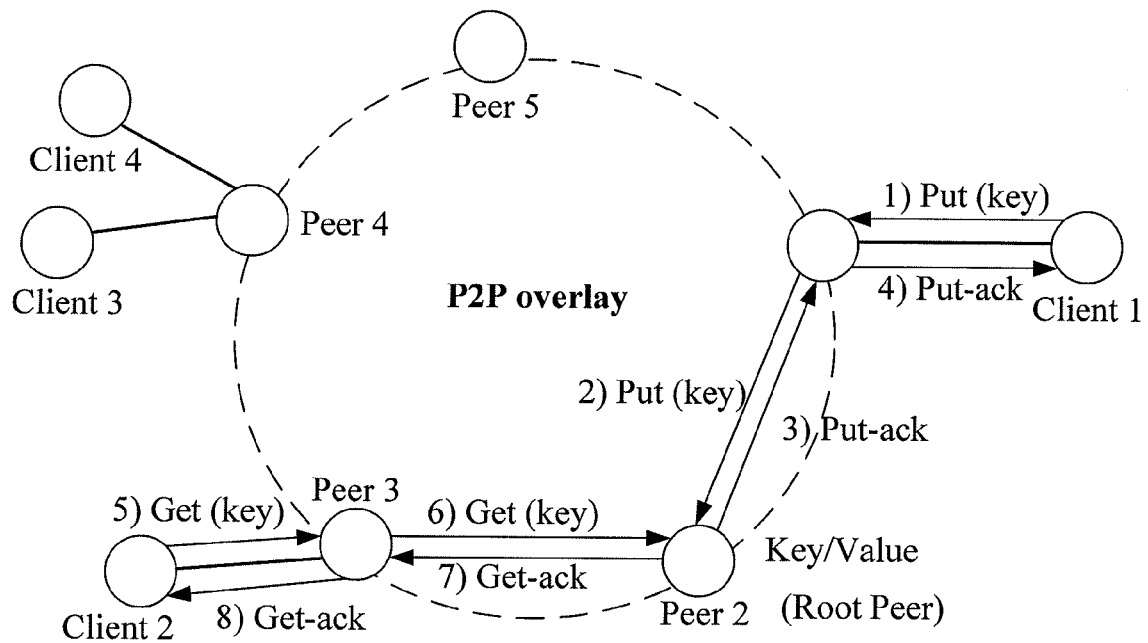 Peer 5
Client 4
Peer 4
Client 3
1) Put (key)
4) Put-ack
Client 1
P2P overlay
2) Put (key)
3) Put-ack
Peer 3
5) Get (key)
6) Get (key)
7) Get-ack
8) Get-ack
Client 2
Peer 2
Key/Value
(Root Peer)